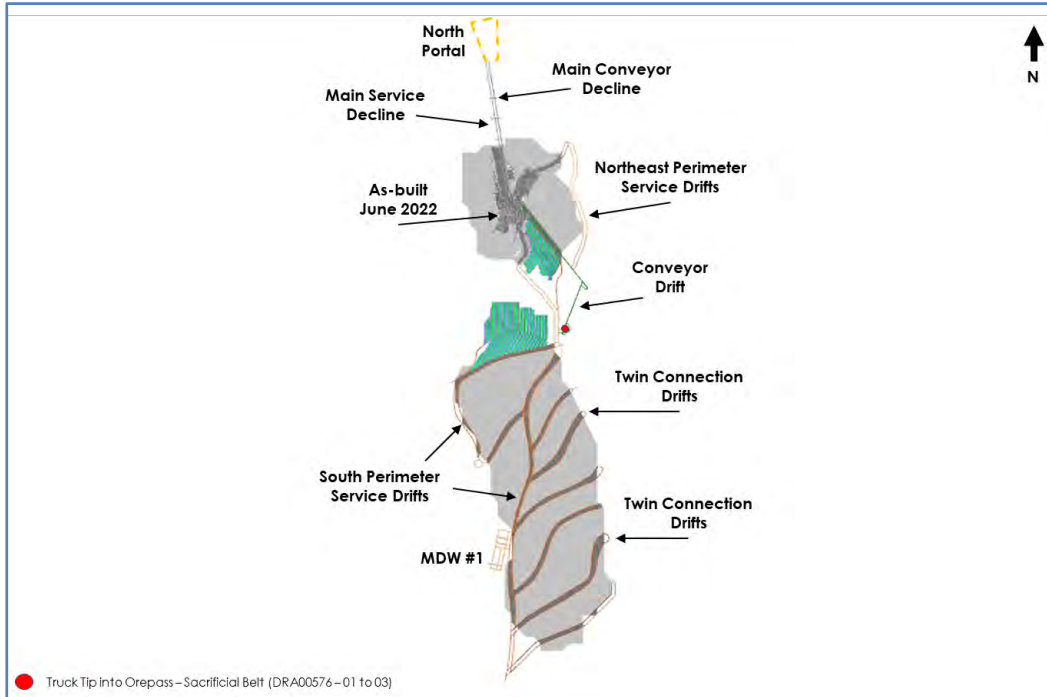 North
Portal
Main Conveyor
Decline
N
Main Service
Decline
Northeast Perimeter
Service Drifts
As-built
June 2022
Conveyor
Drift
Twin Connection
Drifts
South Perimeter
Service Drifts
Twin Connection
Drifts
MDW #1
Truck Tip into Orepass – Sacrificial Belt (DRA00576 – 01 to 03)